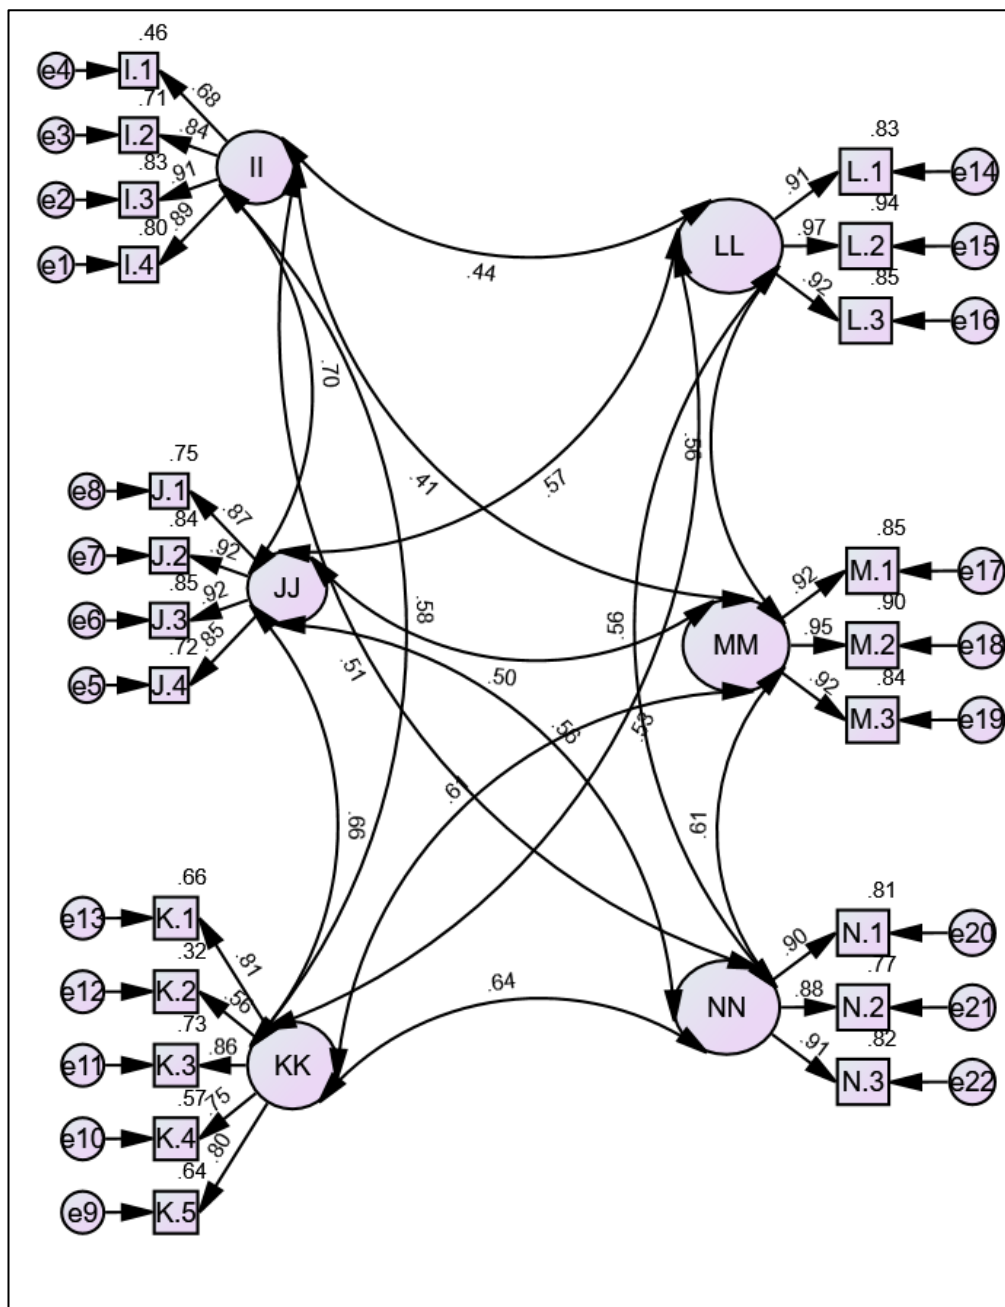 .46
e4 I.1 .68
.71
e3 I.2 .84
.83
e2 I.3 .91
.80 .89
e1 I.4
II
.83
.91 L.1 e14
.94
LL .97 L.2 e15
.85
.92 L.3 e16
.44
.70
.56
.41
.57
.75
e8 J.1 .87
.84
e7 J.2 .92
.85
e6 J.3 .92
.72 .85
e5 J.4
JJ
.85
.92 M.1 e17
.90
MM .95 M.2 e18
.84
.92 M.3 e19
.58
.56
.51
.50
.56
.53
.66
.61
.66
e13 K.1 .81
.32
e12 K.2 .56
.73
e11 K.3 .86
.57 .75
e10 K.4 .80
.64
e9 K.5
KK
.64
.81
.90 N.1 e20
.77
NN .88 N.2 e21
.82
.91 N.3 e22